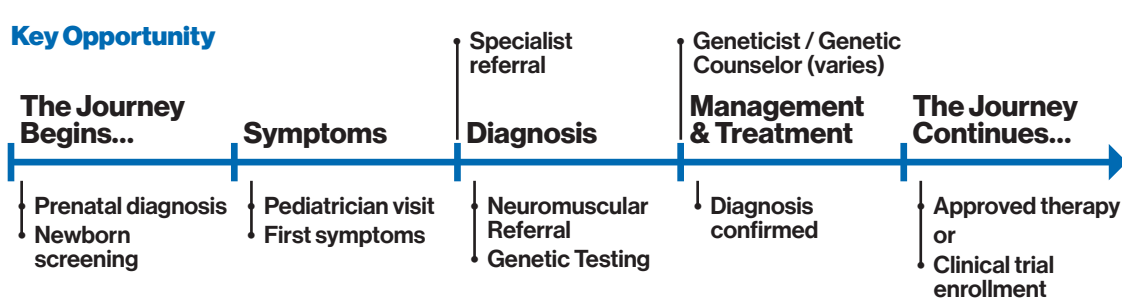 Key Opportunity
Specialist
referral
Geneticist / Genetic
Counselor (varies)
The Journey
Begins...
Symptoms
Diagnosis
Management
& Treatment
The Journey
Continues...
Prenatal diagnosis
Newborn
screening
Pediatrician visit
First symptoms
Neuromuscular
Referral
Genetic Testing
Diagnosis
confirmed
Approved therapy
or
Clinical trial
enrollment